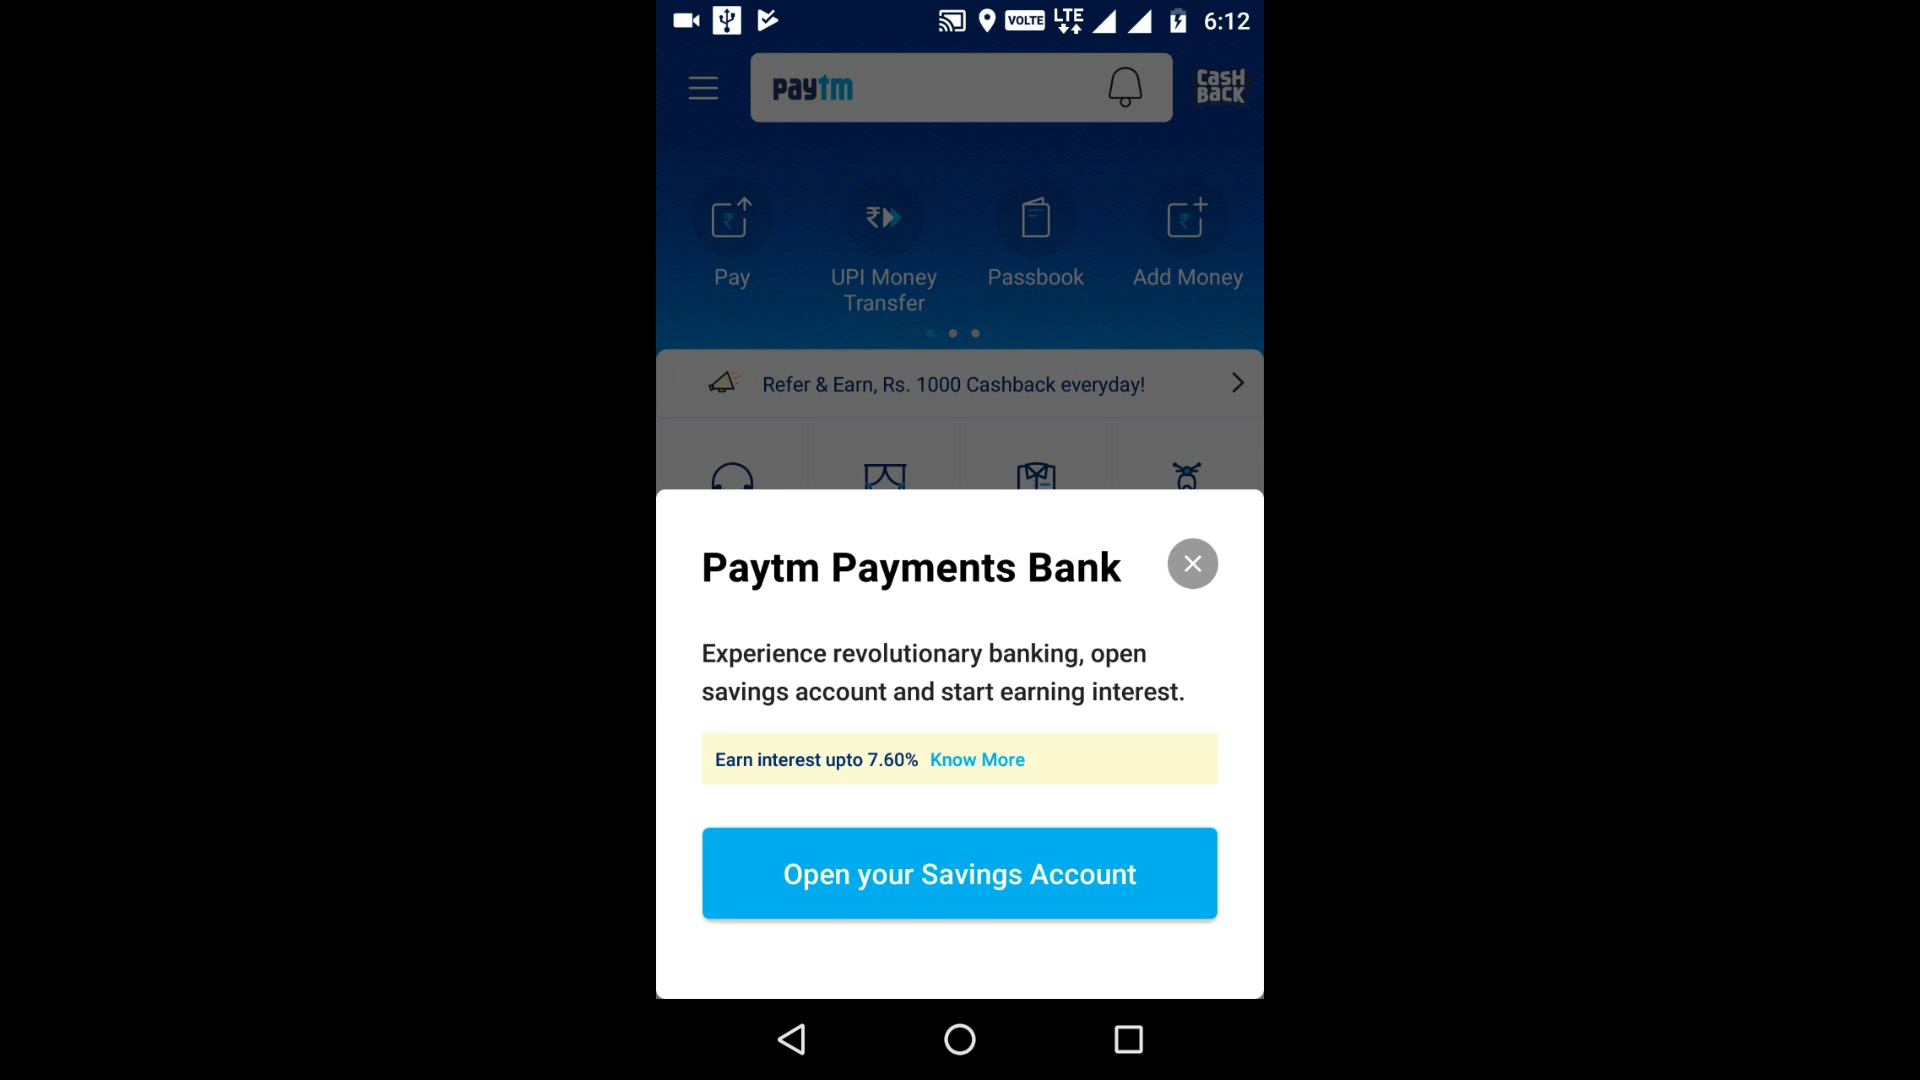 VOLTE LTE 6:12
paytm CASH
BACK
Pay UPI Money Passbook Add Money
Transfer
Refer & Earn, Rs. 1000 Cashback everyday!
Paytm Payments Bank
Experience revolutionary banking, open
savings account and start earning interest.
Earn interest upto 7.60% Know More
Open your Savings Account